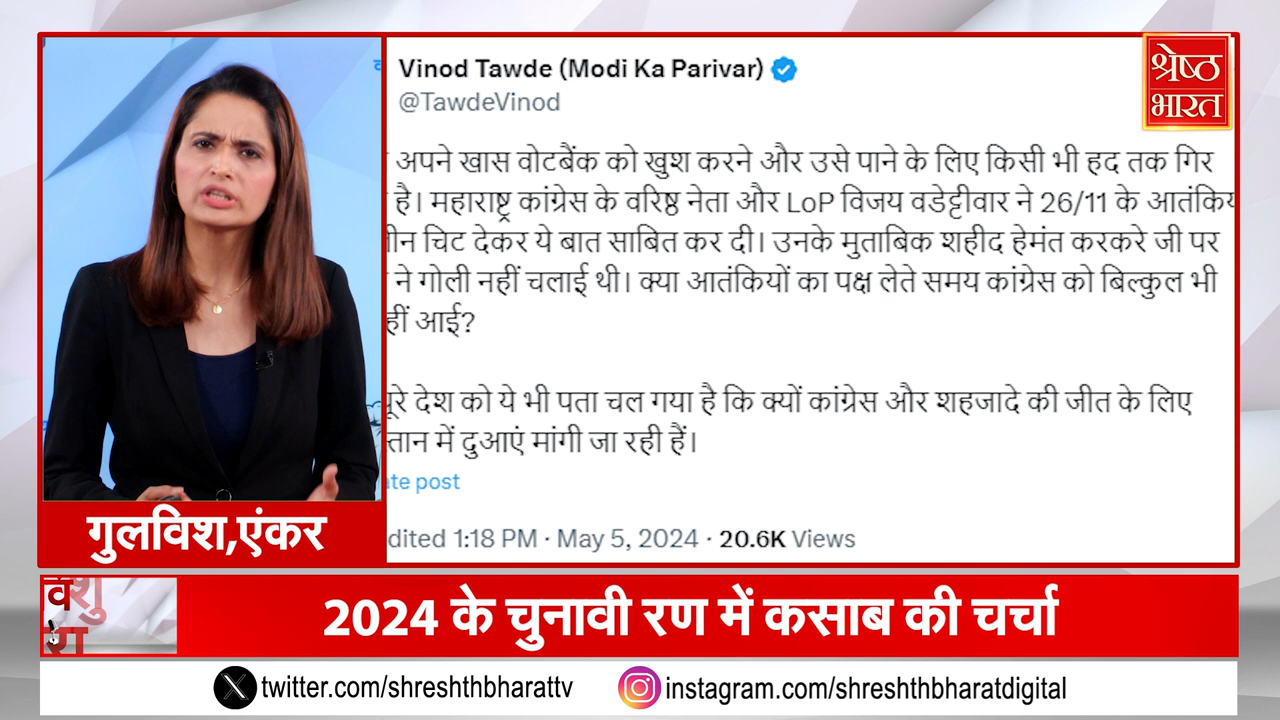 Vinod Tawde (Modi Ka Parivar)
@TawdeVinod
श्रेष्ठ
भारत
अपने खास वोटबैंक को खुश करने और उसे पाने के लिए किसी भी हद तक गिर
है। महाराष्ट्र कांग्रेस के वरिष्ठ नेता और LoP विजय वडेट्टीवार ने 26/11 के
चिट देकर ये बात साबित कर दी। उनके मुताबिक शहीद हेमंत करकरे जी पर
ने गोली नहीं चलाई थी। क्या आतंकियों का पक्ष लेते समय कांग्रेस को बिल्कुल भी
आई?
देश को ये भी पता चल गया है कि क्यों कांग्रेस और शहजादे की जीत के लिए
में दुआएं मांगी जा रही हैं।
post
1:18 PM · May 5, 2024 · 20.6K Views
गुलविश,एंकर
2024 के चुनावी रण में कसाब की चर्चा
twitter.com/shreshthbharattv
instagram.com/shreshthbharatdigital